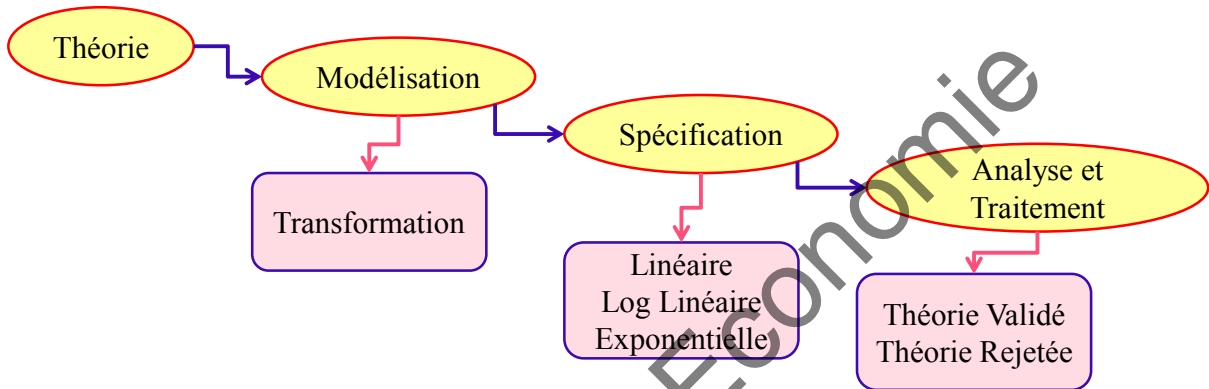 Théorie
Modélisation
Transformation
Spécification
Linéaire
Log Linéaire
Exponentielle
Analyse et
Traitement
Théorie Validé
Théorie Rejetée
Economie